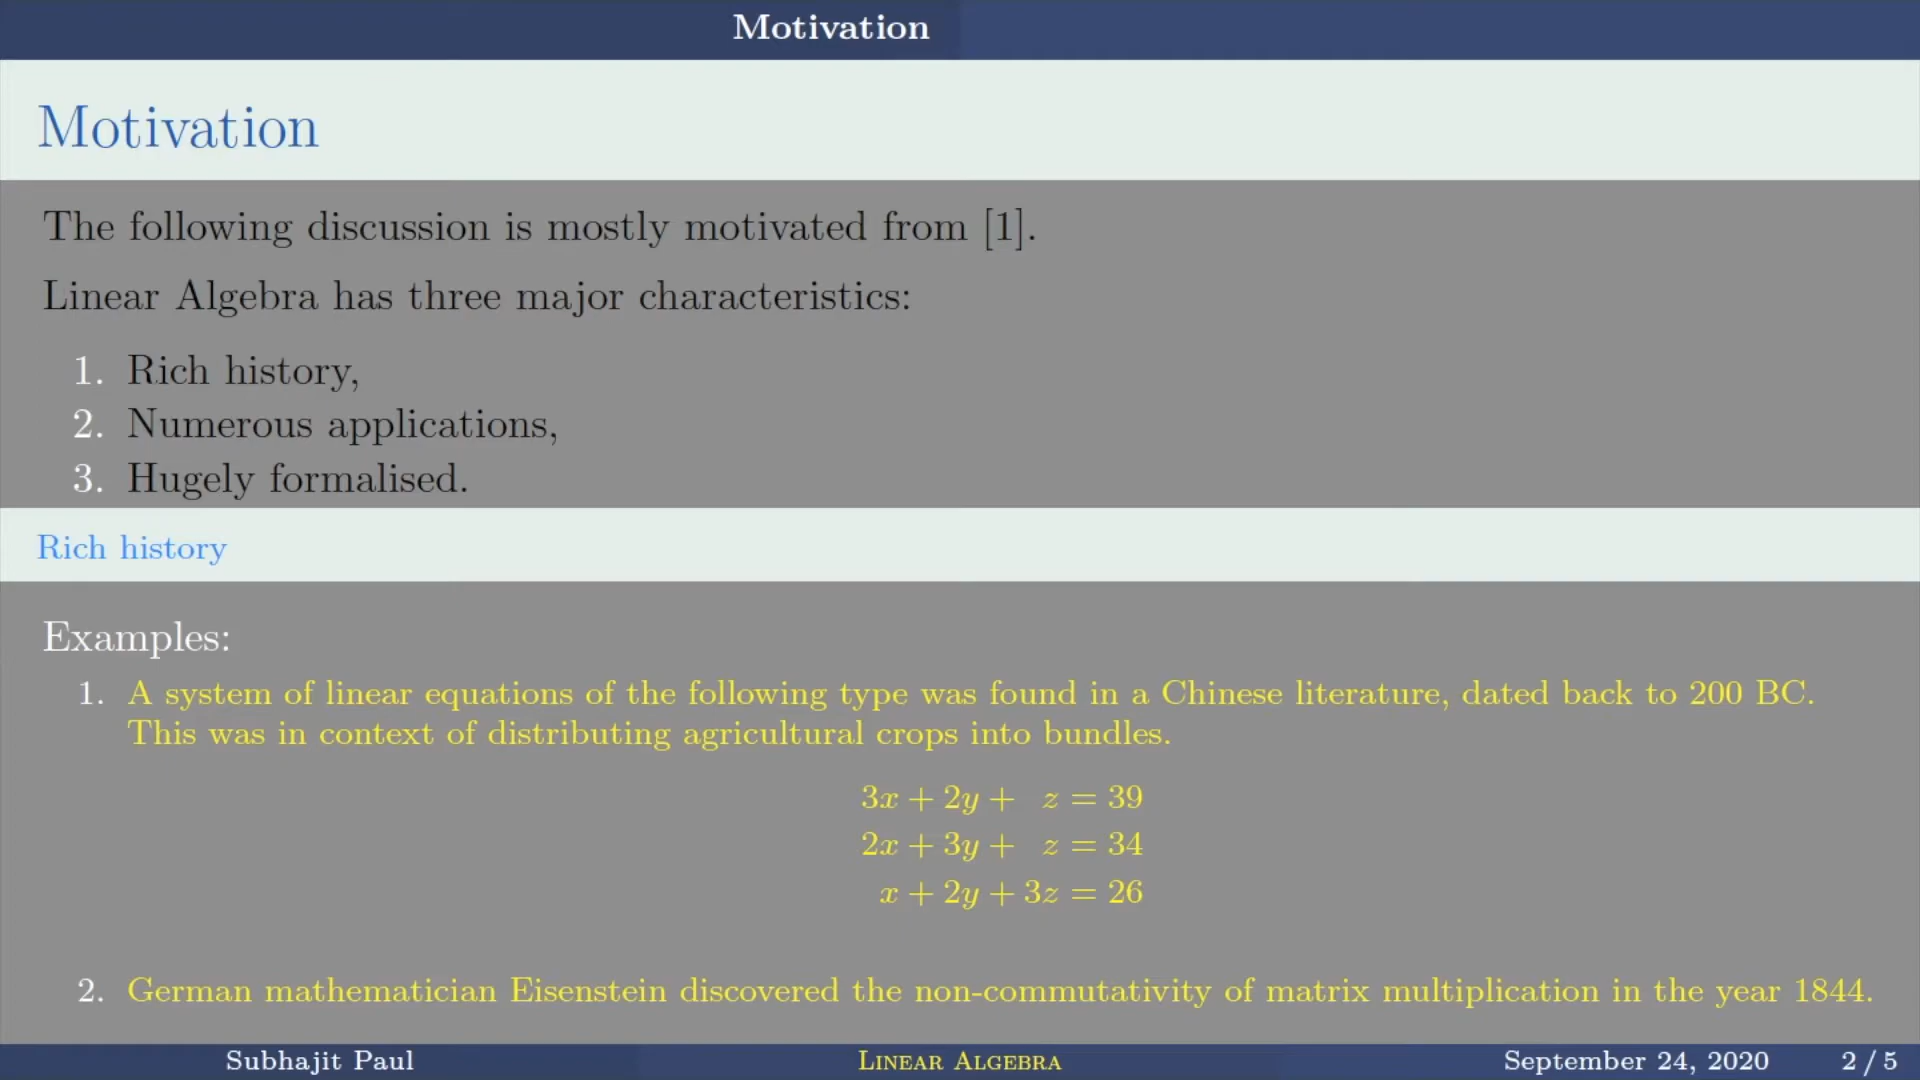 Motivation
Motivation
The following discussion is mostly motivated from [1].
Linear Algebra has three major characteristics:
1. Rich history,
2. Numerous applications,
3. Hugely formalised.
Rich history
Examples:
1. A system of linear equations of the following type was found in a Chinese literature, dated back to 200 BC.
This was in context of distributing agricultural crops into bundles.
3x + 2y + z = 39
2x + 3y + z = 34
x + 2y + 3z = 26
2. German mathematician Eisenstein discovered the non-commutativity of matrix multiplication in the year 1844.
Subhajit Paul LINEAR ALGEBRA September 24, 2020 2 / 5